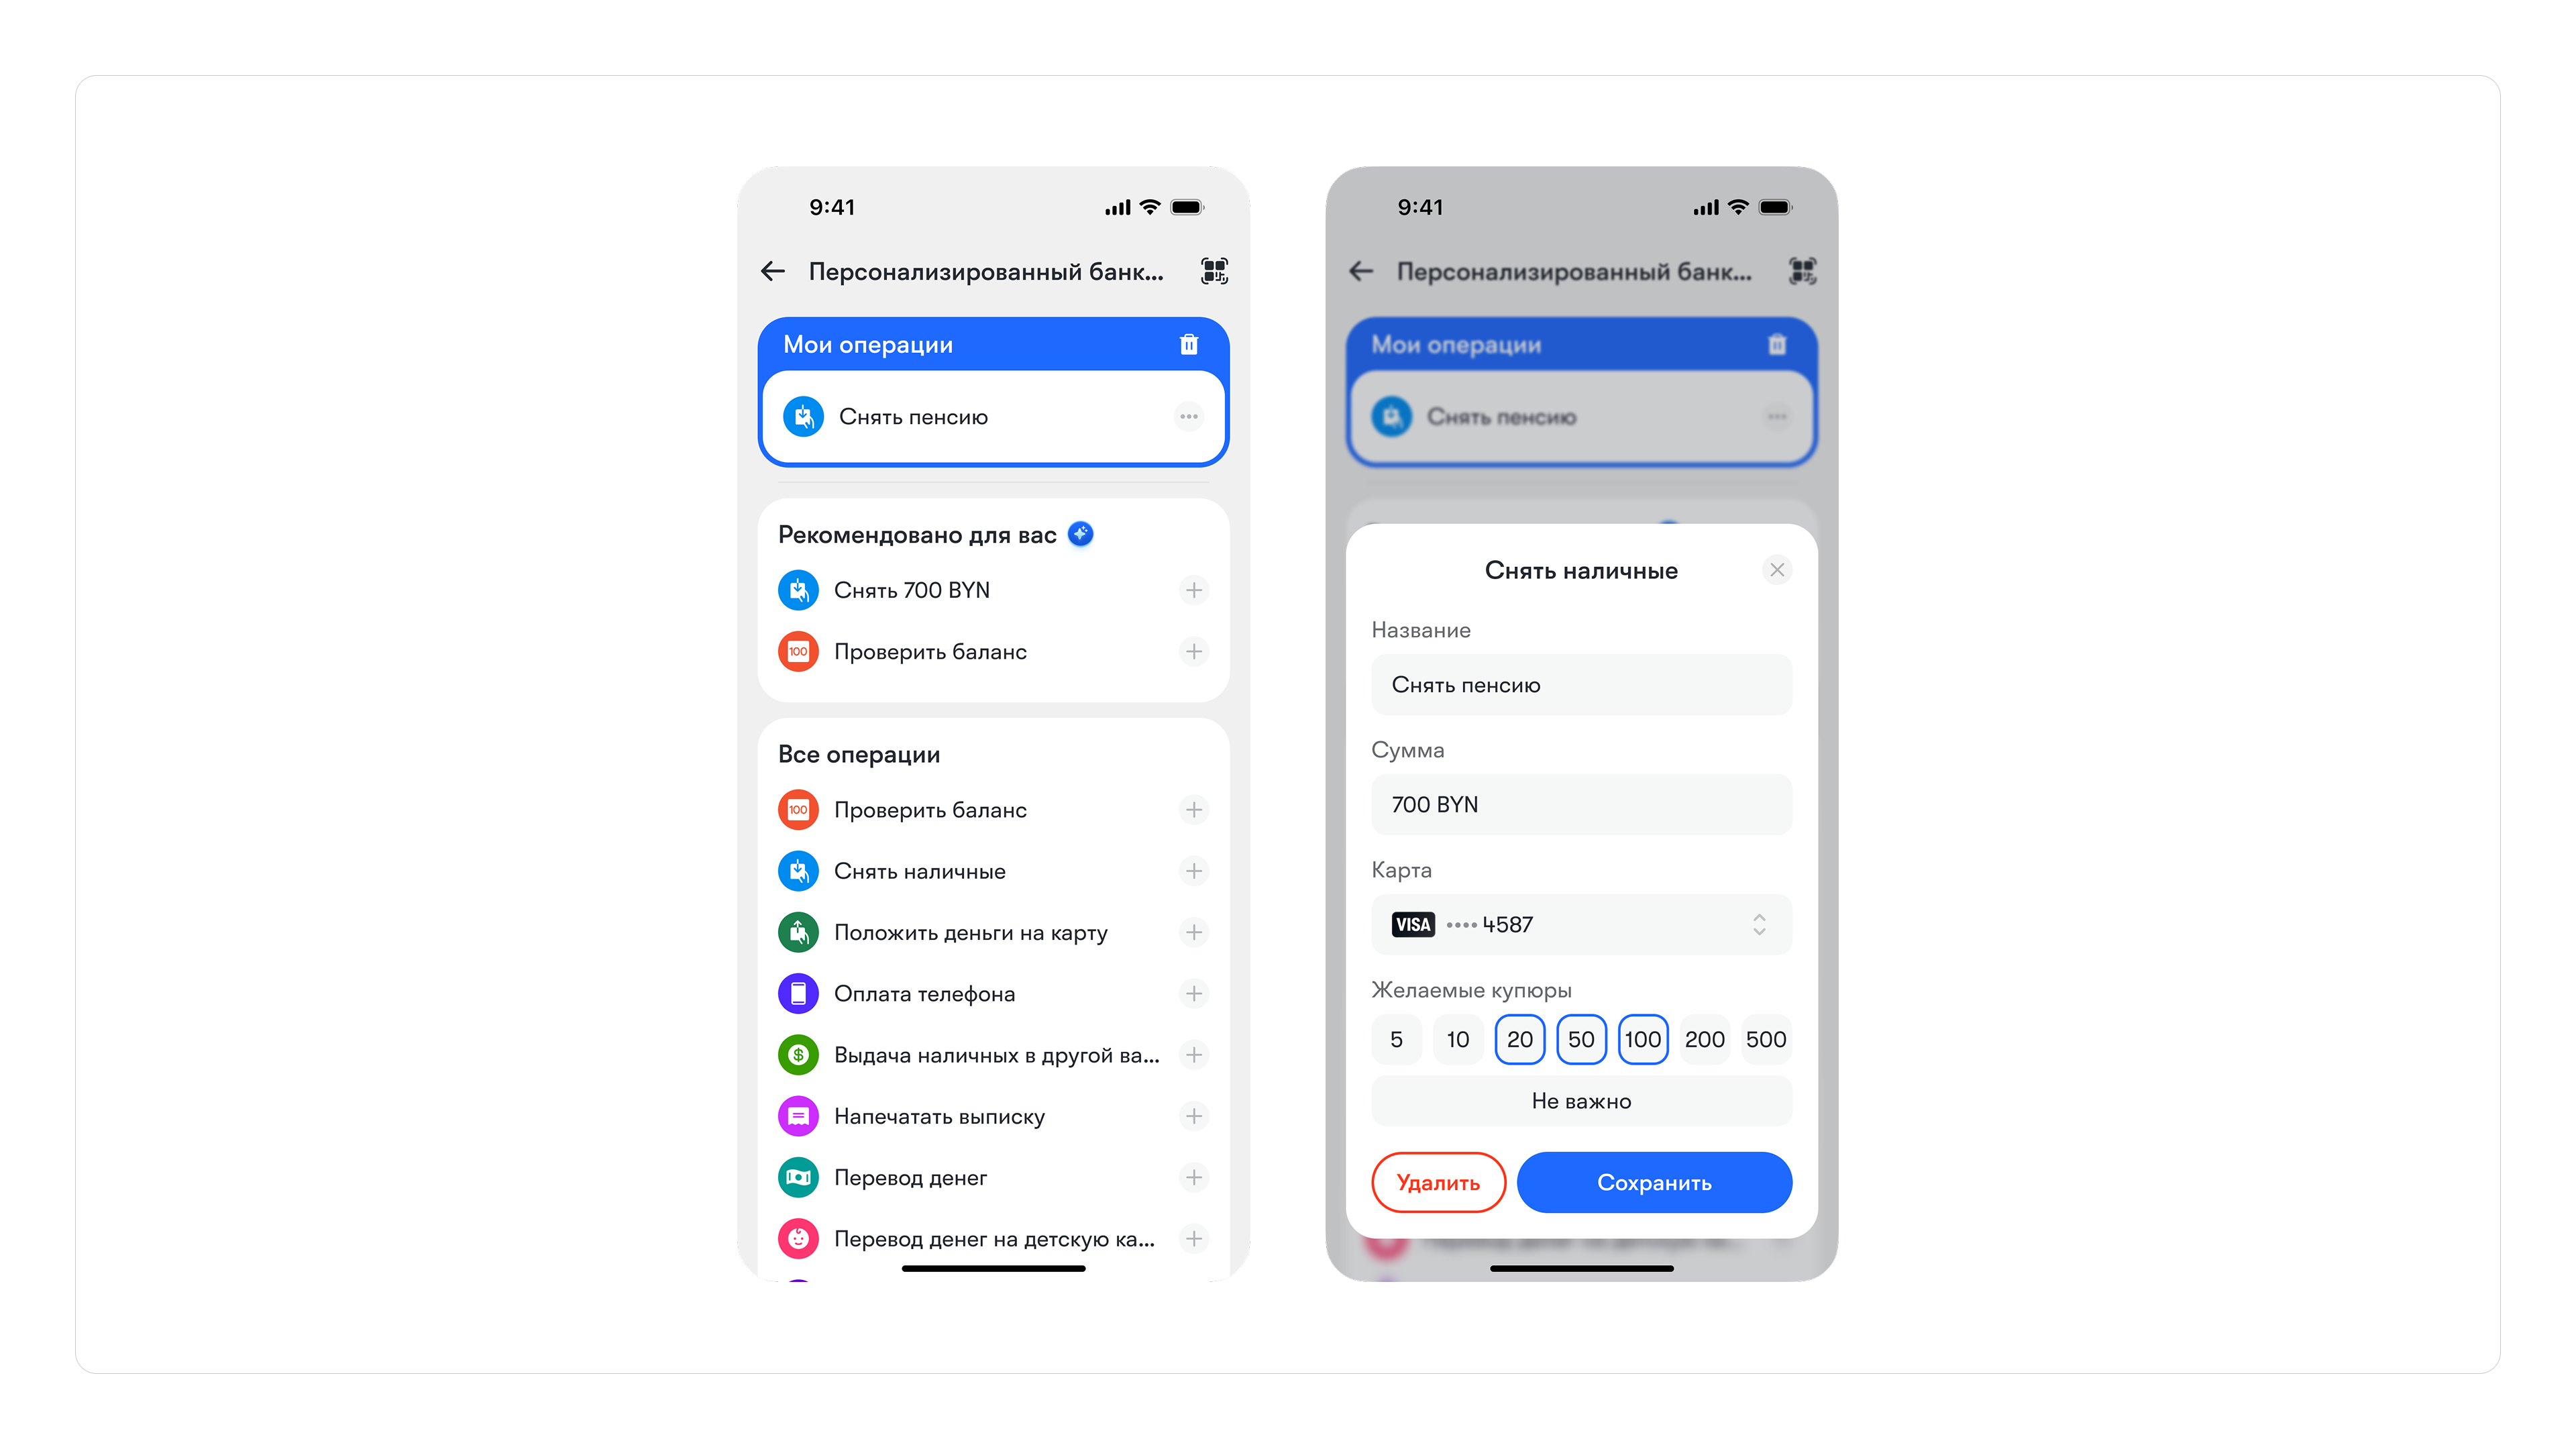 9:41
Персонализированный банк...
Мои операции
Снять пенсию
Рекомендовано для вас
Снять 700 BYN
100 Проверить баланс
Все операции
100 Проверить баланс
Снять наличные
Положить деньги на карту
Оплата телефона
$ Выдача наличных в другой ва...
Напечатать выписку
Перевод денег
Перевод денег на детскую ка...
9:41
Персонализированный банк...
Мои операции
Снять пенсию
Снять наличные
Название
Снять пенсию
Сумма
700 BYN
Карта
VISA •••• 4587
Желаемые купюры
5 10 20 50 100 200 500
Не важно
Удалить Сохранить